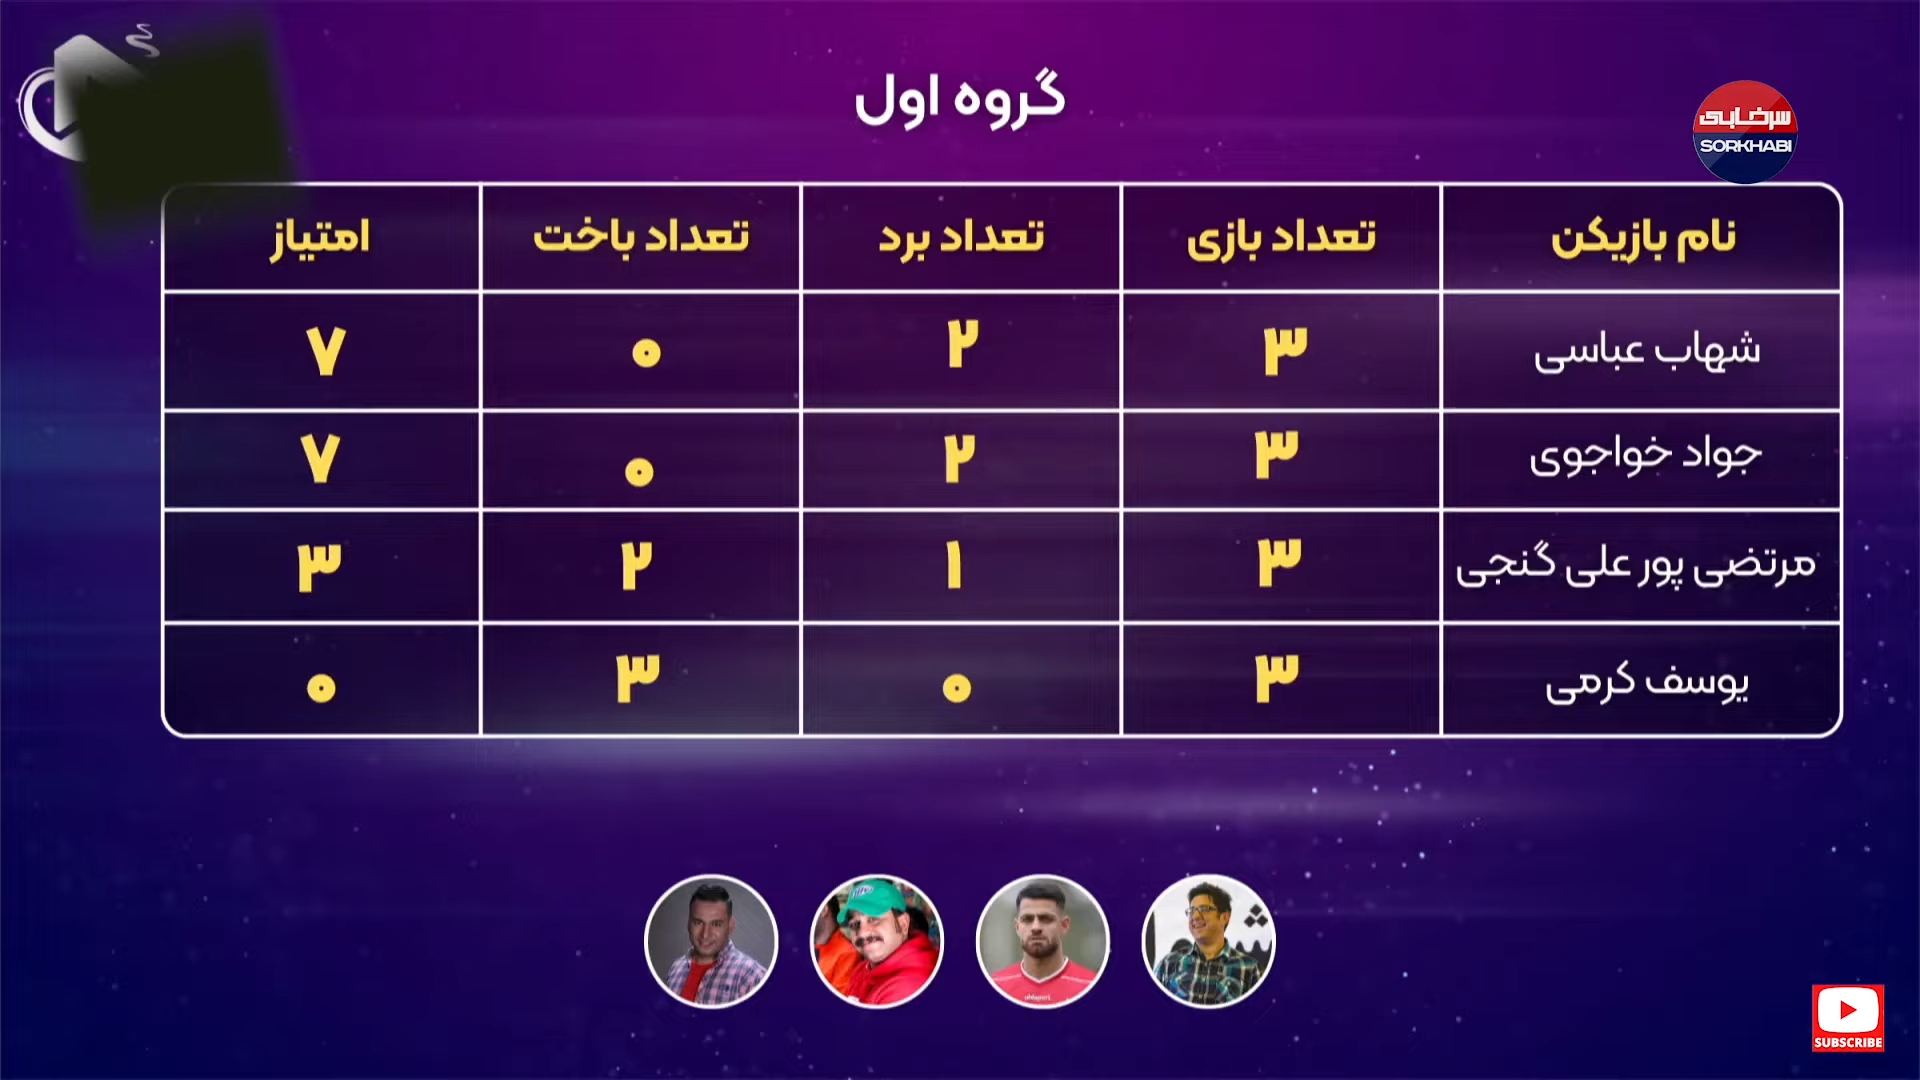 گروه اول
سرخابی
SORKHABI
نام بازیکن تعداد بازی تعداد برد تعداد باخت امتیاز
شهاب عباسی ۳ ۲ ۰ ۷
جواد خواجوی ۳ ۲ ۰ ۷
مرتضی پور علی گنجی ۳ ۱ ۲ ۳
یوسف کرمی ۳ ۰ ۳ ۰
uhlsport
SUBSCRIBE